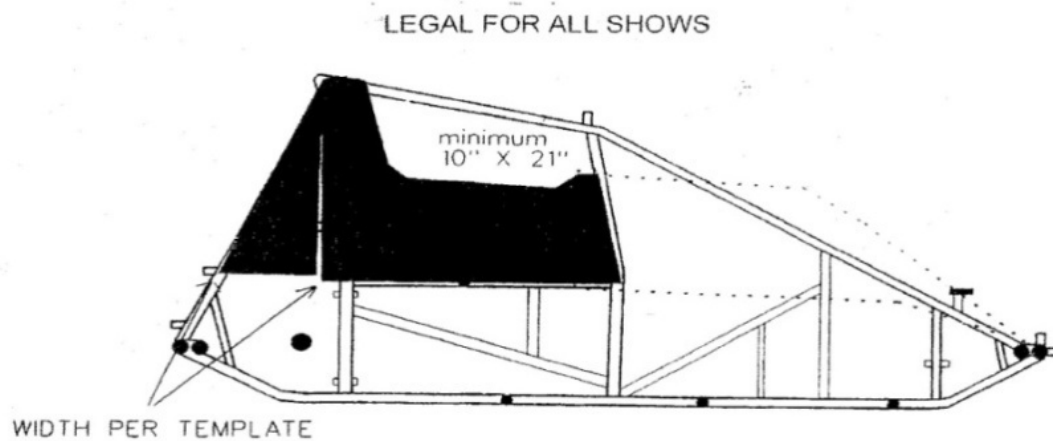 LEGAL FOR ALL SHOWS
minimum
10" X 21"
WIDTH PER TEMPLATE